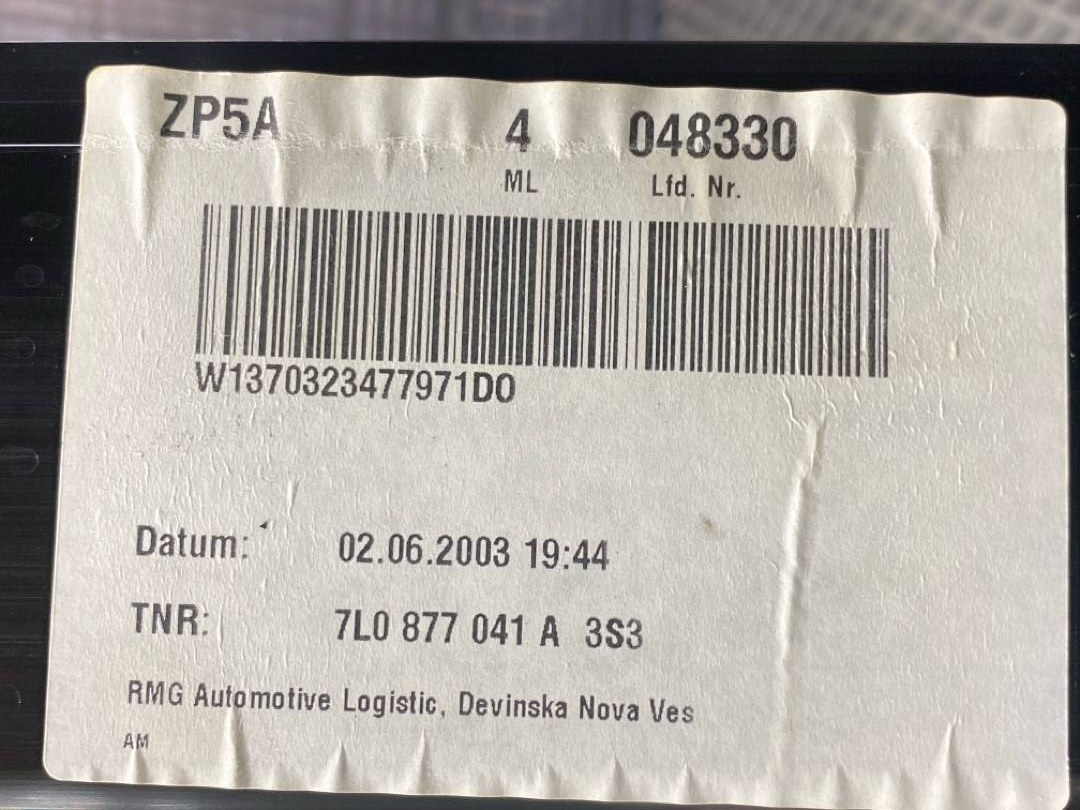 ZP5A 4 048330
ML Lfd. Nr.
W1370323477971D0
Datum: 02.06.2003 19:44
TNR: 7L0 877 041 A 3S3
RMG Automotive Logistic, Devinska Nova Ves
AM